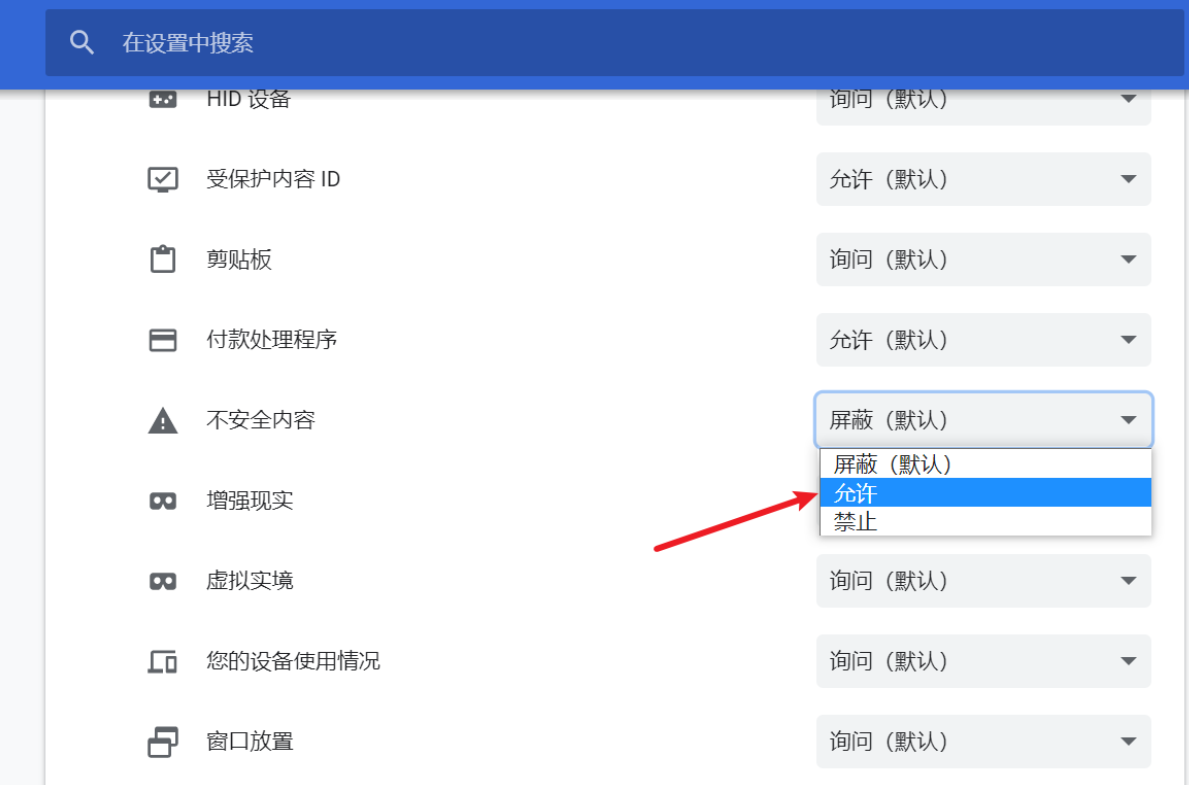 在设置中搜索
HID 设备 询问（默认）
受保护内容 ID 允许（默认）
剪贴板 询问（默认）
付款处理程序 允许（默认）
不安全内容 屏蔽（默认）
屏蔽（默认）
允许
禁止
增强现实
虚拟实境 询问（默认）
您的设备使用情况 询问（默认）
窗口放置 询问（默认）